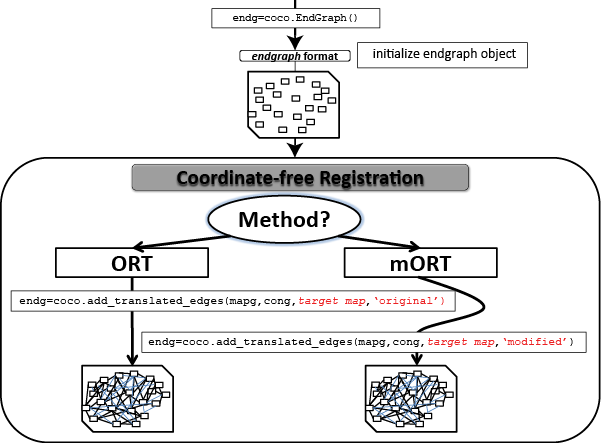 endg=coco.EndGraph()
endgraph format
initialize endgraph object
Coordinate-free Registration
Method?
ORT
mORT
endg=coco.add_translated_edges(mapg,cong,target map,‘original’)
endg=coco.add_translated_edges(mapg,cong,target map,‘modified’)